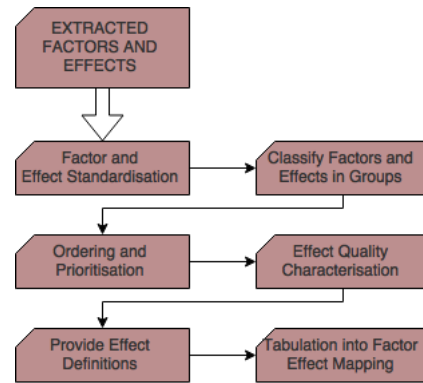 EXTRACTED
FACTORS AND
EFFECTS
Factor and
Effect Standardisation
Classify Factors and
Effects in Groups
Ordering and
Prioritisation
Effect Quality
Characterisation
Provide Effect
Definitions
Tabulation into Factor
Effect Mapping